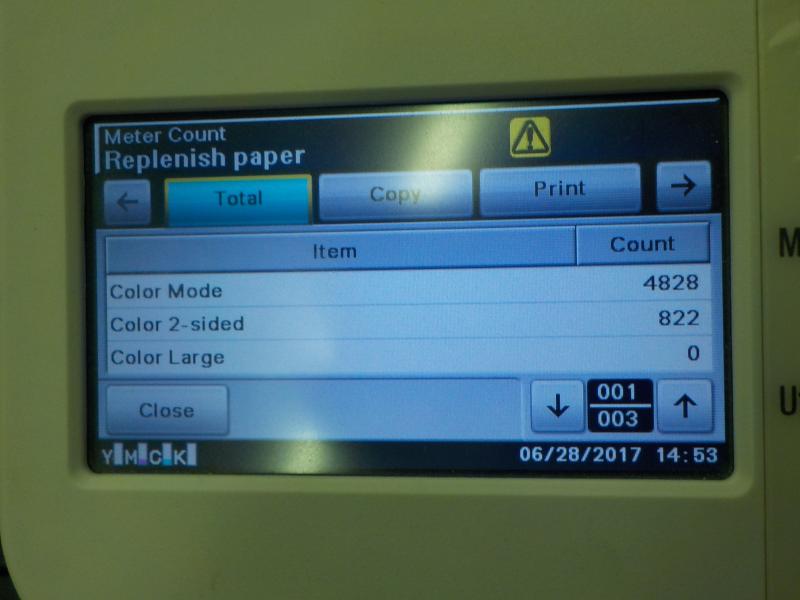 Meter Count
Replenish paper
Total Copy Print
Item Count
Color Mode 4828
Color 2-sided 822
Color Large 0
Close 001
003
Y M C K 06/28/2017 14:53
M